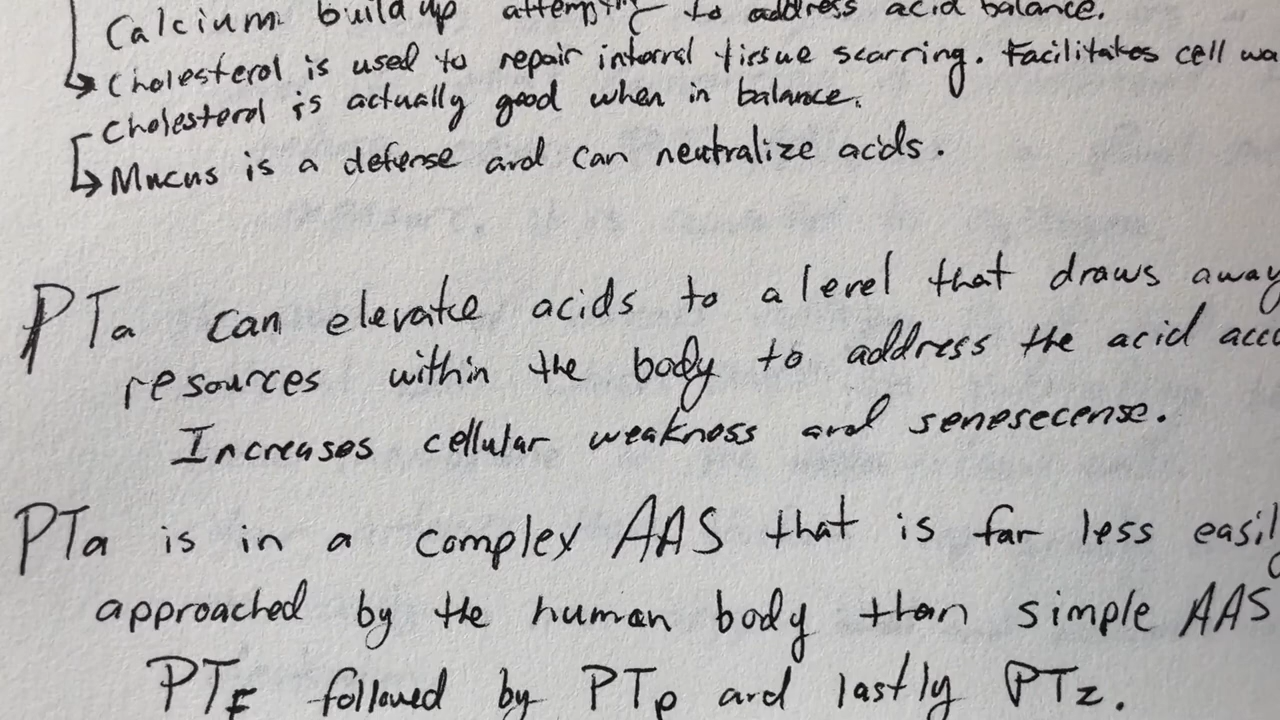 Calcium build up attempting to address acid balance.
Cholesterol is used to repair internal tissue scarring. Facilitates cell wa
Cholesterol is actually good when in balance.
Mucus is a defense and can neutralize acids.
PTa can elevate acids to a level that draws away
resources within the body to address the acid accu
Increases cellular weakness and senesecense.
PTa is in a complex AAS that is far less easily
approached by the human body than simple AAS
PTF followed by PTp and lastly PTz.